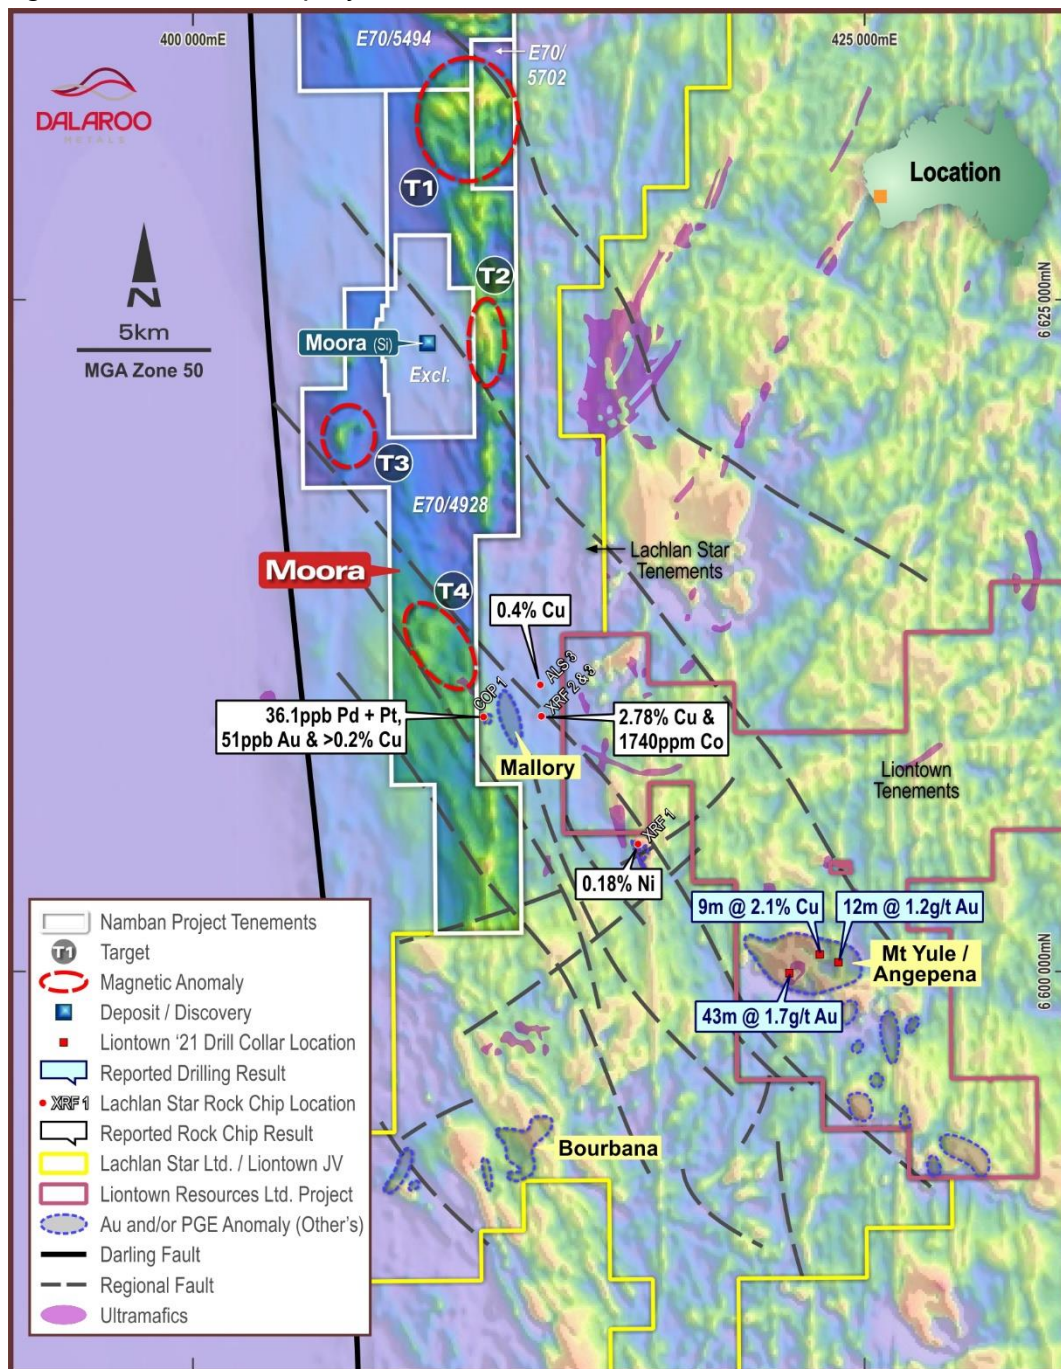 400 000mE
425 000mE
E70/5494
E70/
5702
DALAROO
METALS
Location
T1
N
5km
MGA Zone 50
6 625 000mN
T2
Moora (Si)
Excl.
T3
E70/4928
Lachlan Star
Tenements
Moora
T4
0.4% Cu
ALS 3
COP 1
XRF 2 & 3
36.1ppb Pd + Pt,
51ppb Au & >0.2% Cu
2.78% Cu &
1740ppm Co
Mallory
Liontown
Tenements
XRF 1
0.18% Ni
9m @ 2.1% Cu
12m @ 1.2g/t Au
Mt Yule /
Angepena
43m @ 1.7g/t Au
6 600 000mN
Bourbana
Namban Project Tenements
T1 Target
Magnetic Anomaly
Deposit / Discovery
Liontown '21 Drill Collar Location
Reported Drilling Result
XRF 1 Lachlan Star Rock Chip Location
Reported Rock Chip Result
Lachlan Star Ltd. / Liontown JV
Liontown Resources Ltd. Project
Au and/or PGE Anomaly (Other's)
Darling Fault
Regional Fault
Ultramafics